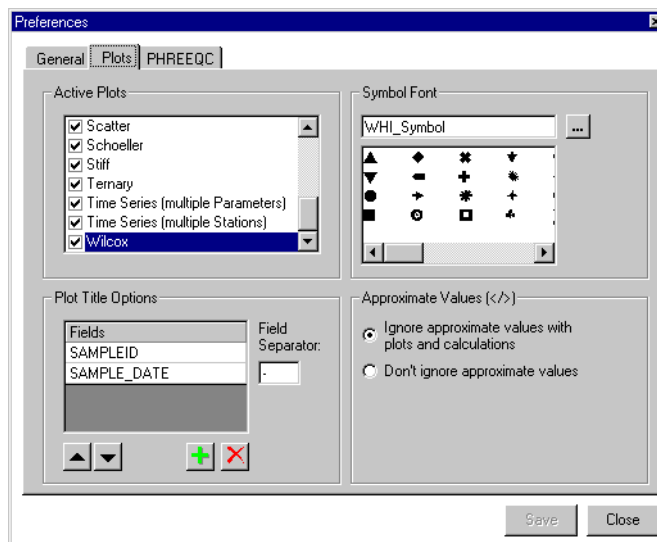 Preferences
General Plots PHREEQC
Active Plots
Scatter
Schoeller
Stiff
Ternary
Time Series (multiple Parameters)
Time Series (multiple Stations)
Wilcox
Symbol Font
WHI_Symbol
...
Plot Title Options
Fields
SAMPLEID
SAMPLE_DATE
Field
Separator:
-
Approximate Values (</>)
Ignore approximate values with
plots and calculations
Don't ignore approximate values
Save Close